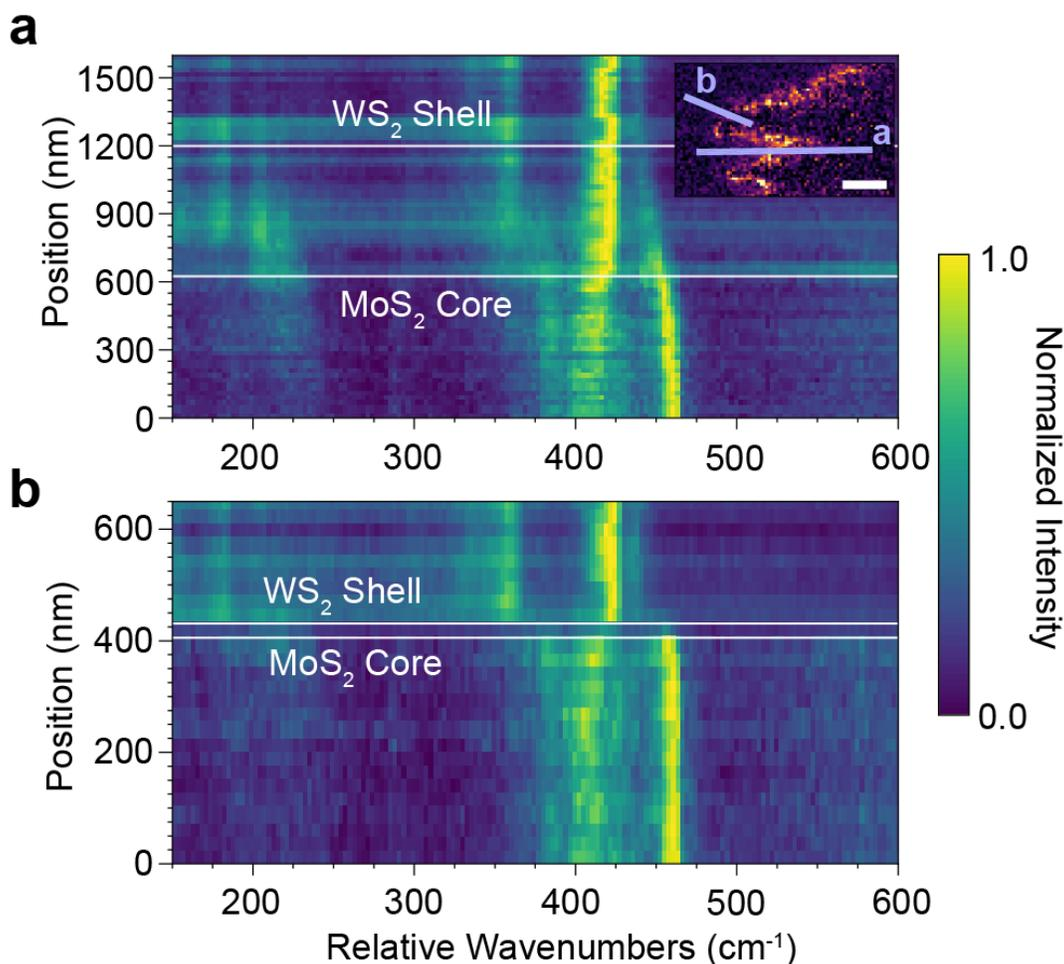 a
1500
1200
900
600
300
0
Position (nm)
WS₂ Shell
MoS₂ Core
b
a
200
300
400
500
600
1.0
0.0
Normalized Intensity
b
600
400
200
0
Position (nm)
WS₂ Shell
MoS₂ Core
200
300
400
500
600
Relative Wavenumbers (cm⁻¹)